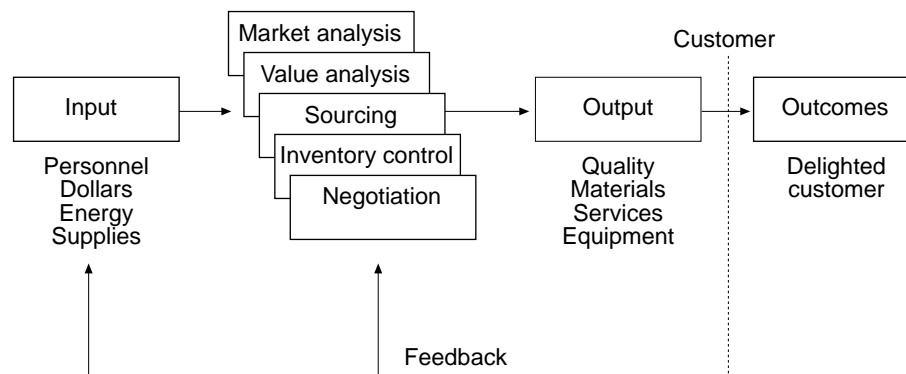 Market analysis
Value analysis
Sourcing
Inventory control
Negotiation
Customer
Input
Output
Outcomes
Personnel
Dollars
Energy
Supplies
Quality
Materials
Services
Equipment
Delighted
customer
Feedback